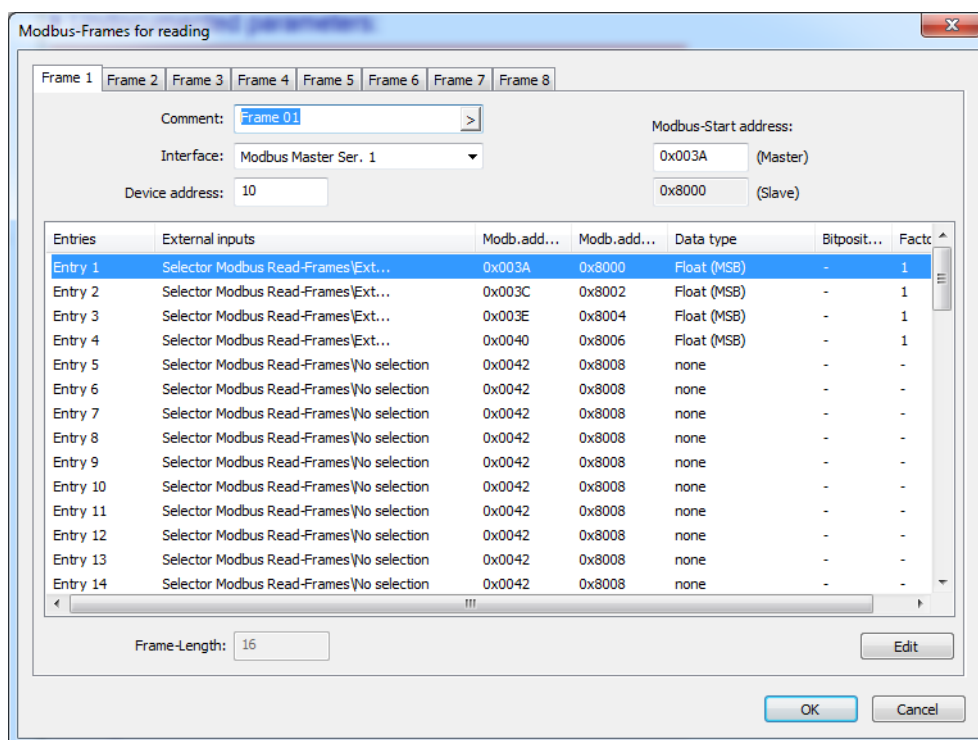 parameters:
Modbus-Frames for reading
Frame 1 Frame 2 Frame 3 Frame 4 Frame 5 Frame 6 Frame 7 Frame 8
Comment: Frame 01 >
Modbus-Start address:
Interface: Modbus Master Ser. 1
0x003A (Master)
Device address: 10
0x8000 (Slave)
Entries External inputs Modb.add... Modb.add... Data type Bitposit... Factc
Entry 1 Selector Modbus Read-Frames\Ext... 0x003A 0x8000 Float (MSB) - 1
Entry 2 Selector Modbus Read-Frames\Ext... 0x003C 0x8002 Float (MSB) - 1
Entry 3 Selector Modbus Read-Frames\Ext... 0x003E 0x8004 Float (MSB) - 1
Entry 4 Selector Modbus Read-Frames\Ext... 0x0040 0x8006 Float (MSB) - 1
Entry 5 Selector Modbus Read-Frames\No selection 0x0042 0x8008 none - -
Entry 6 Selector Modbus Read-Frames\No selection 0x0042 0x8008 none - -
Entry 7 Selector Modbus Read-Frames\No selection 0x0042 0x8008 none - -
Entry 8 Selector Modbus Read-Frames\No selection 0x0042 0x8008 none - -
Entry 9 Selector Modbus Read-Frames\No selection 0x0042 0x8008 none - -
Entry 10 Selector Modbus Read-Frames\No selection 0x0042 0x8008 none - -
Entry 11 Selector Modbus Read-Frames\No selection 0x0042 0x8008 none - -
Entry 12 Selector Modbus Read-Frames\No selection 0x0042 0x8008 none - -
Entry 13 Selector Modbus Read-Frames\No selection 0x0042 0x8008 none - -
Entry 14 Selector Modbus Read-Frames\No selection 0x0042 0x8008 none - -
Frame-Length: 16
Edit
OK Cancel